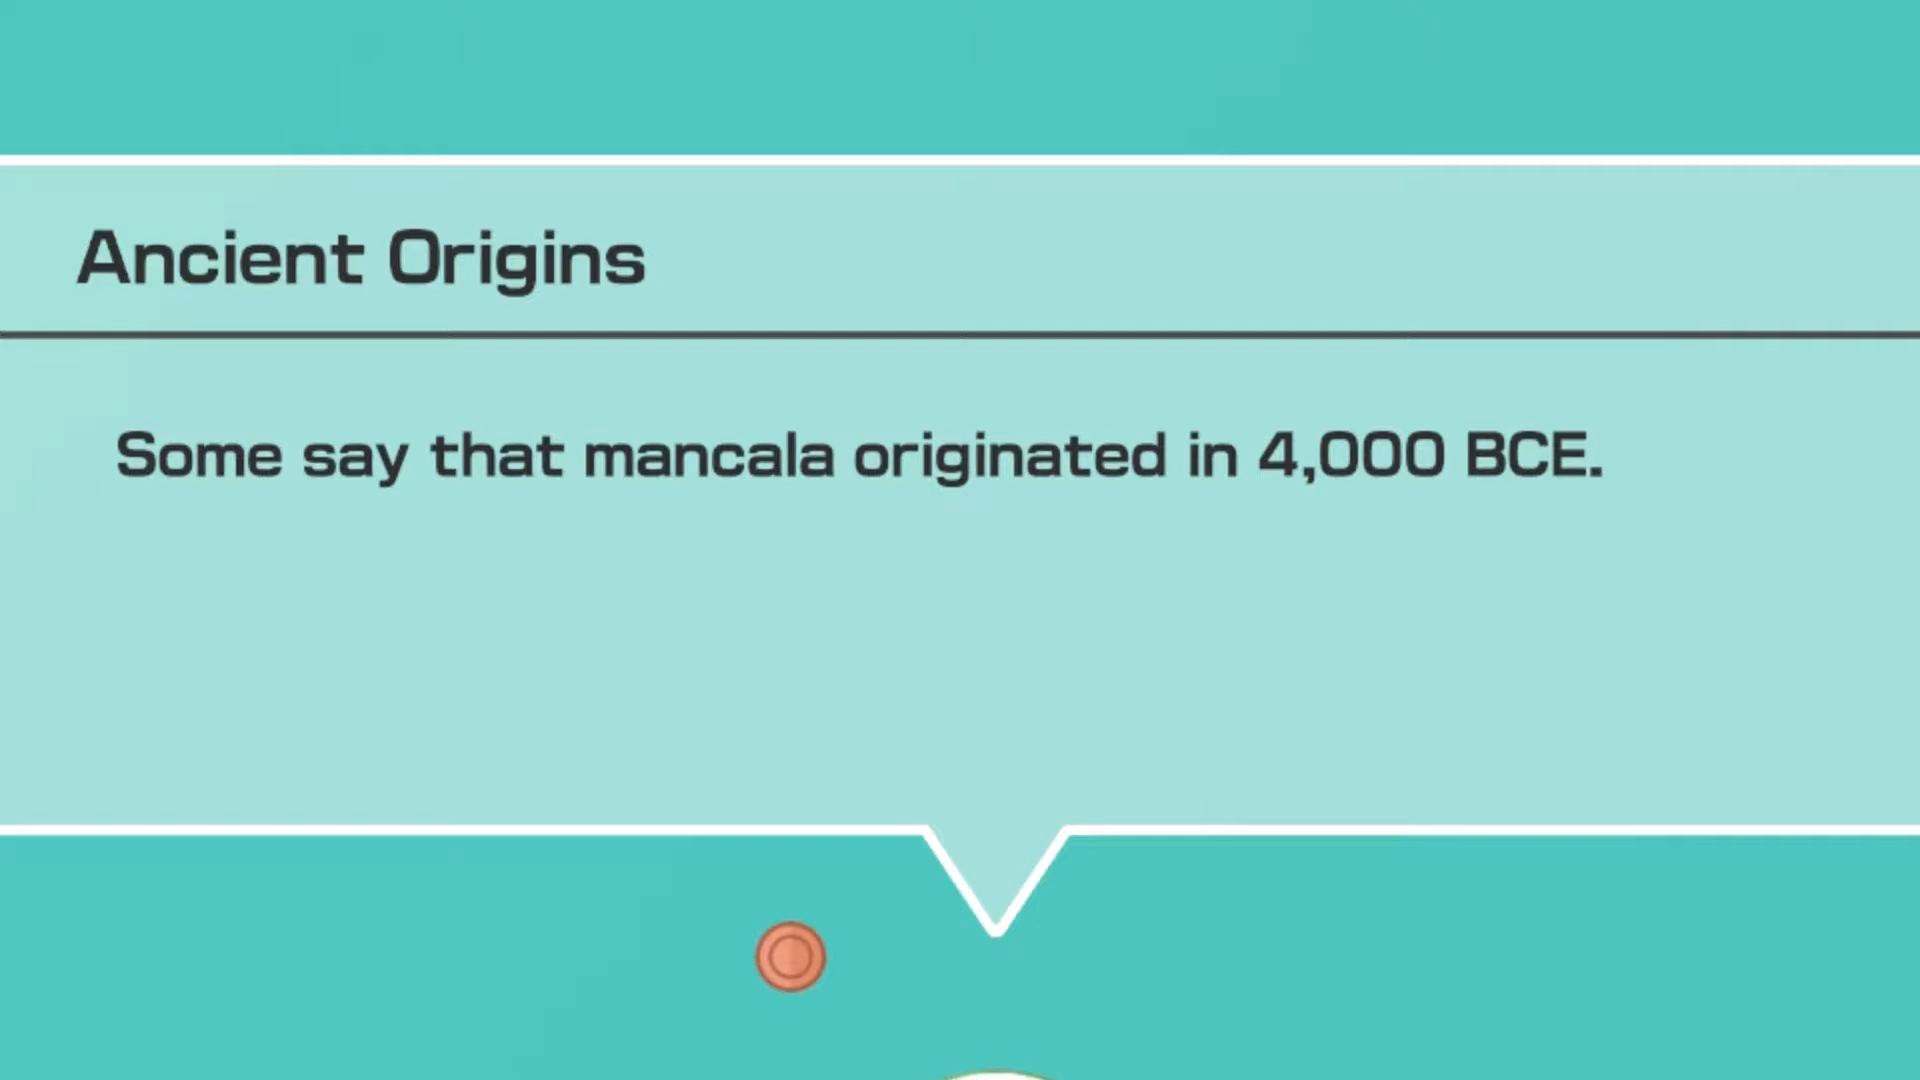 Ancient Origins
Some say that mancala originated in 4,000 BCE.